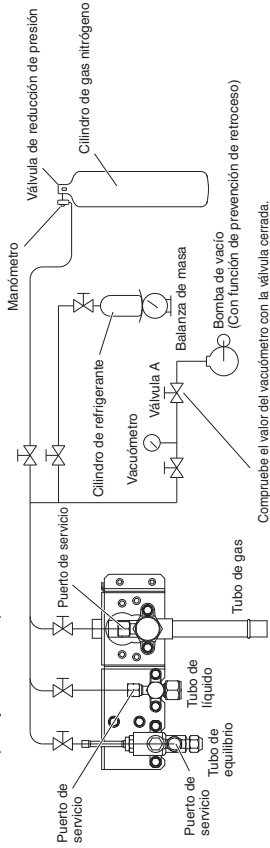 Válvula de reducción de presión
Manómetro
Cilindro de gas nitrógeno
Cilindro de refrigerante
Balanza de masa
Vacuómetro
Válvula A
Bomba de vacío
(Con función de prevención de retroceso)
Compruebe el valor del vacuómetro con la válvula cerrada.
Puerto de servicio
Puerto de
servicio
Tubo de gas
Tubo de
líquido
Tubo de
equilibrio
Puerto de
servicio